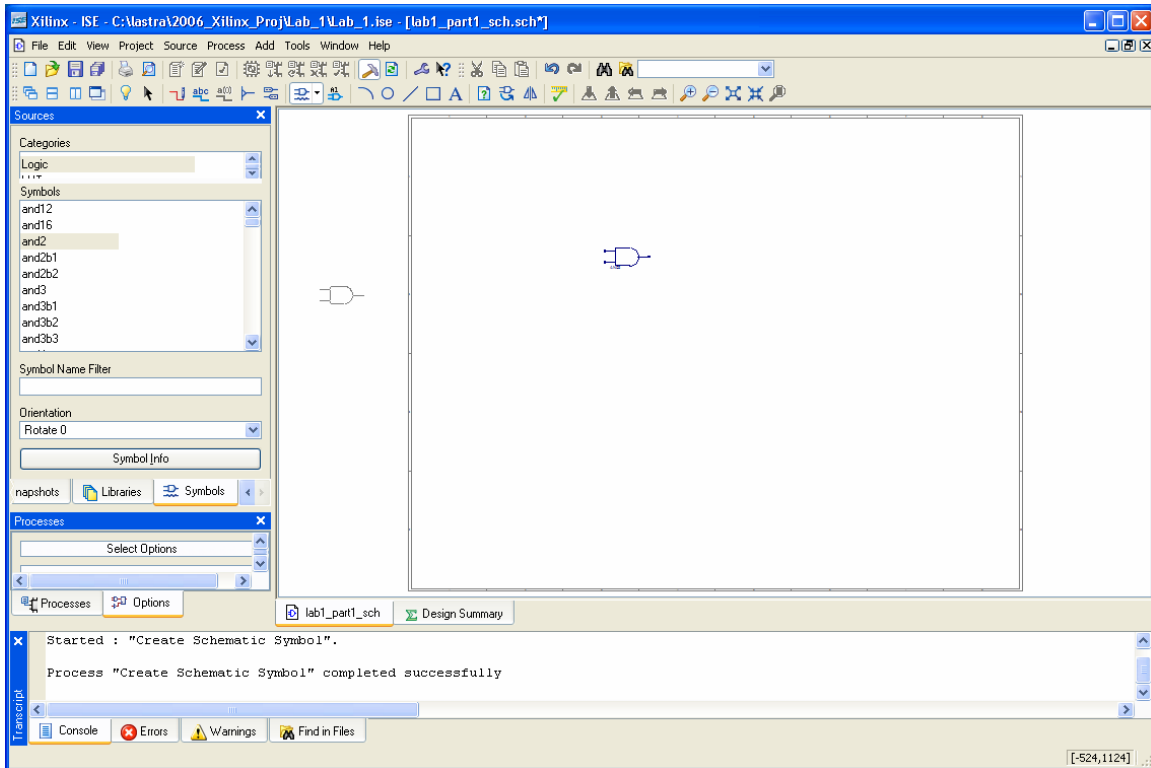 Xilinx - ISE - C:\lastra\2006_Xilinx_Proj\Lab_1\Lab_1.ise - [lab1_part1_sch.sch*]
File Edit View Project Source Process Add Tools Window Help
Sources
Categories
Logic
Symbols
and12
and16
and2
and2b1
and2b2
and3
and3b1
and3b2
and3b3
Symbol Name Filter
Orientation
Rotate 0
Symbol Info
napshots Libraries Symbols
Processes
Select Options
Processes Options
lab1_part1_sch Design Summary
Started : "Create Schematic Symbol".
Process "Create Schematic Symbol" completed successfully
Transcript
Console Errors Warnings Find in Files
[-524,1124]